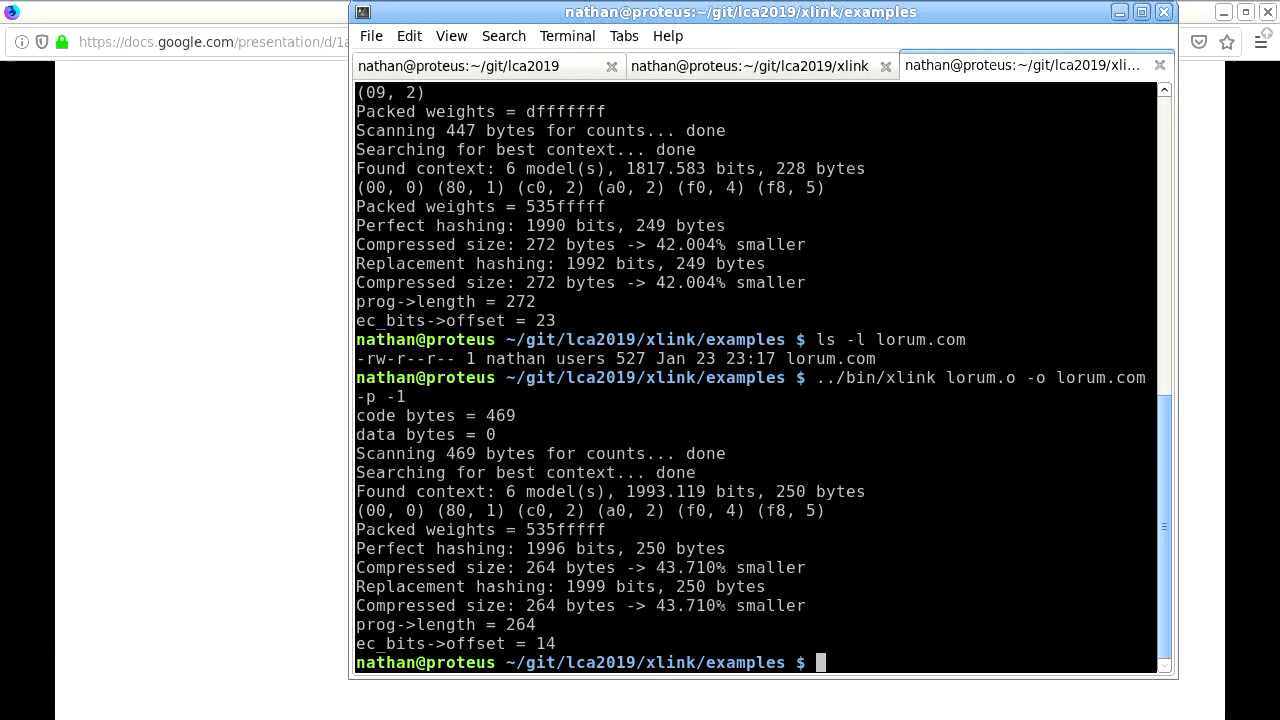 nathan@proteus:~/git/lca2019/xlink/examples
https://docs.google.com/presentation/d/1a
File Edit View Search Terminal Tabs Help
nathan@proteus:~/git/lca2019
nathan@proteus:~/git/lca2019/xlink
nathan@proteus:~/git/lca2019/xli...
(09, 2)
Packed weights = dfffffff
Scanning 447 bytes for counts... done
Searching for best context... done
Found context: 6 model(s), 1817.583 bits, 228 bytes
(00, 0) (80, 1) (c0, 2) (a0, 2) (f0, 4) (f8, 5)
Packed weights = 535fffff
Perfect hashing: 1990 bits, 249 bytes
Compressed size: 272 bytes -> 42.004% smaller
Replacement hashing: 1992 bits, 249 bytes
Compressed size: 272 bytes -> 42.004% smaller
prog->length = 272
ec_bits->offset = 23
nathan@proteus ~/git/lca2019/xlink/examples $ ls -l lorum.com
-rw-r--r-- 1 nathan users 527 Jan 23 23:17 lorum.com
nathan@proteus ~/git/lca2019/xlink/examples $ ../bin/xlink lorum.o -o lorum.com
-p -1
code bytes = 469
data bytes = 0
Scanning 469 bytes for counts... done
Searching for best context... done
Found context: 6 model(s), 1993.119 bits, 250 bytes
(00, 0) (80, 1) (c0, 2) (a0, 2) (f0, 4) (f8, 5)
Packed weights = 535fffff
Perfect hashing: 1996 bits, 250 bytes
Compressed size: 264 bytes -> 43.710% smaller
Replacement hashing: 1999 bits, 250 bytes
Compressed size: 264 bytes -> 43.710% smaller
prog->length = 264
ec_bits->offset = 14
nathan@proteus ~/git/lca2019/xlink/examples $